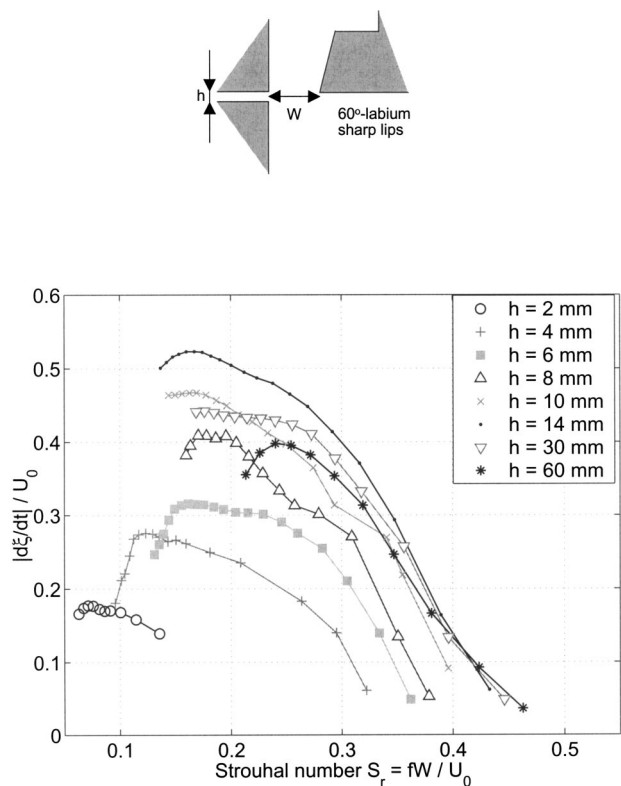 h
W
60º-labium
sharp lips
0.6
0.5
0.4
0.3
0.2
0.1
0
|dξ/dt| / U₀
h = 2 mm
h = 4 mm
h = 6 mm
h = 8 mm
h = 10 mm
h = 14 mm
h = 30 mm
h = 60 mm
0.1 0.2 0.3 0.4 0.5
Strouhal number Sᵣ = fW / U₀